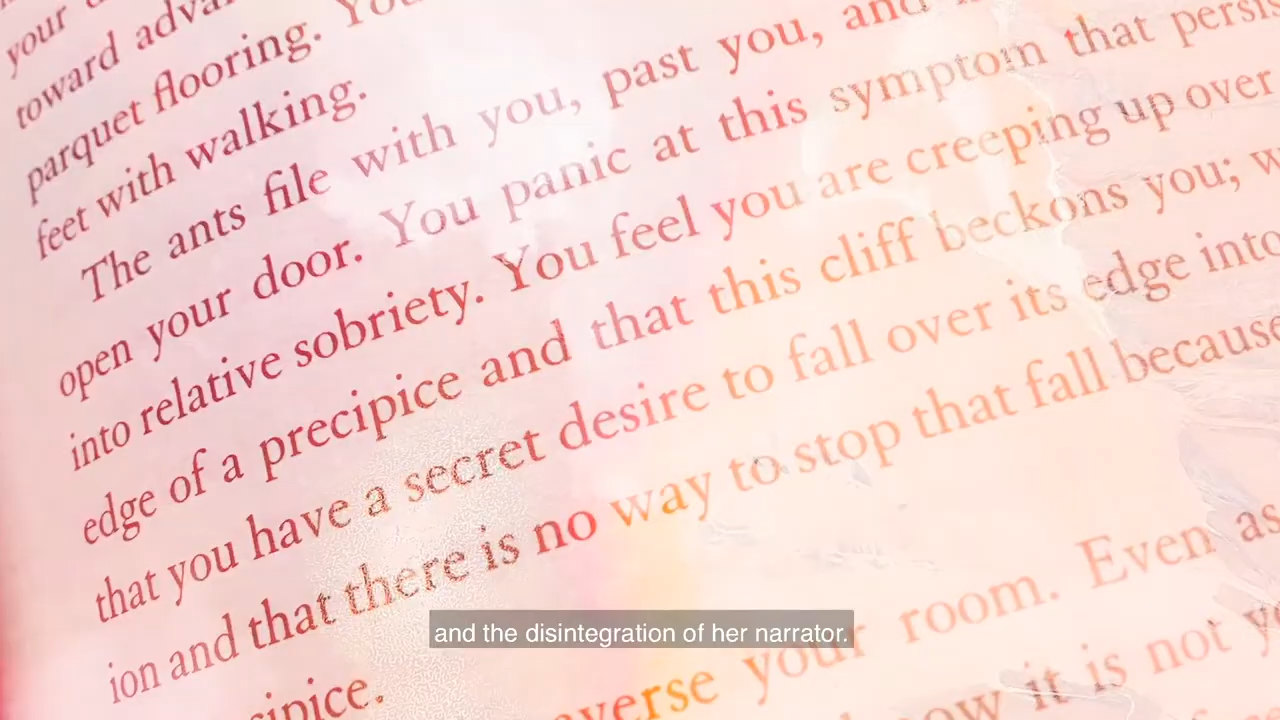 your
toward
parquet flooring. You
feet with walking.
The ants file with you, past you, and
open your door. You panic at this symptom that
into relative sobriety. You feel you are creeping up over
edge of a precipice and that this cliff beckons you;
that you have a secret desire to fall over its edge into
ion and that there is no way to stop that fall because
your room. Even as
it is not
and the disintegration of her narrator.